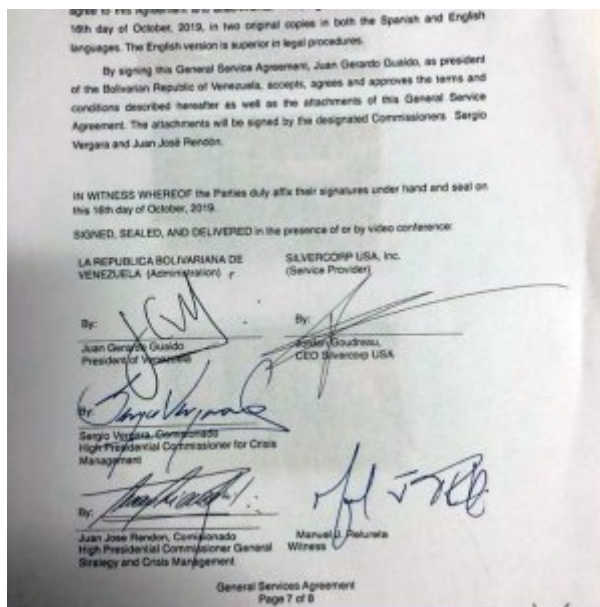 agree to this Agreement and
16th day of October, 2019, in two original copies in both the Spanish and English
languages. The English version is superior in legal procedures.
By signing this General Service Agreement, Juan Gerardo Guaido, as president
of the Bolivarian Republic of Venezuela, accepts, agrees and approves the terms and
conditions described hereafter as well as the attachments of this General Service
Agreement. The attachments will be signed by the designated Commissioners Sergio
Vergara and Juan José Rendón.
IN WITNESS WHEREOF the Parties duly affix their signatures under hand and seal on
this 16th day of October, 2019.
SIGNED, SEALED, AND DELIVERED in the presence of or by video conference:
LA REPUBLICA BOLIVARIANA DE
VENEZUELA (Administration)
SILVERCORP USA, Inc.
(Service Provider)
By:
Juan Gerardo Guaido
President of Venezuela
By:
Jordan Goudreau,
CEO Silvercorp USA
By:
Sergio Vergara, Comisionado
High Presidential Commissioner for Crisis
Management
By:
Juan Jose Rendon, Comisionado
High Presidential Commissioner General
Strategy and Crisis Management
Manuel J. Retureta
Witness
General Services Agreement
Page 7 of 8